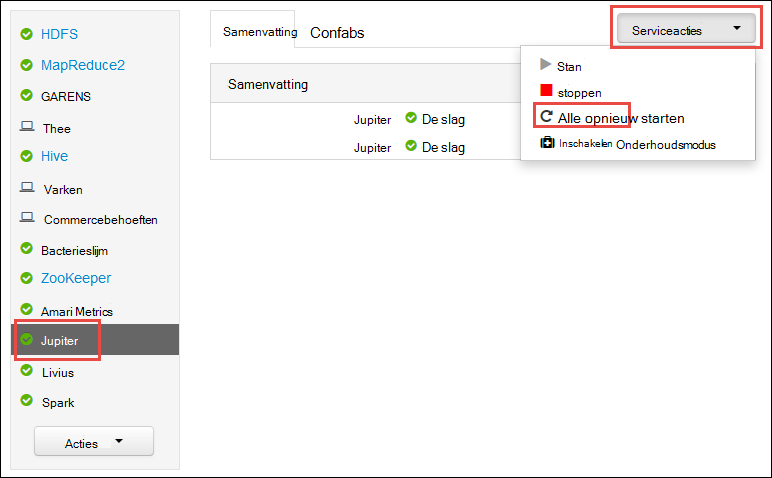 HDFS
MapReduce2
GARENS
Thee
Hive
Varken
Commercebehoeften
Bacterieslijm
ZooKeeper
Amari Metrics
Jupiter
Livius
Spark
Acties
Samenvatting Confabs
Serviceacties
Samenvatting
Jupiter De slag
Jupiter De slag
Stan
stoppen
Alle opnieuw starten
Inschakelen Onderhoudsmodus